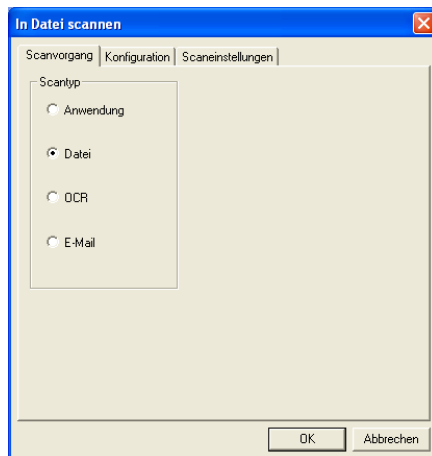 In Datei scannen
Scanvorgang Konfiguration Scaneinstellungen
Scantyp
Anwendung
Datei
OCR
E-Mail
OK Abbrechen